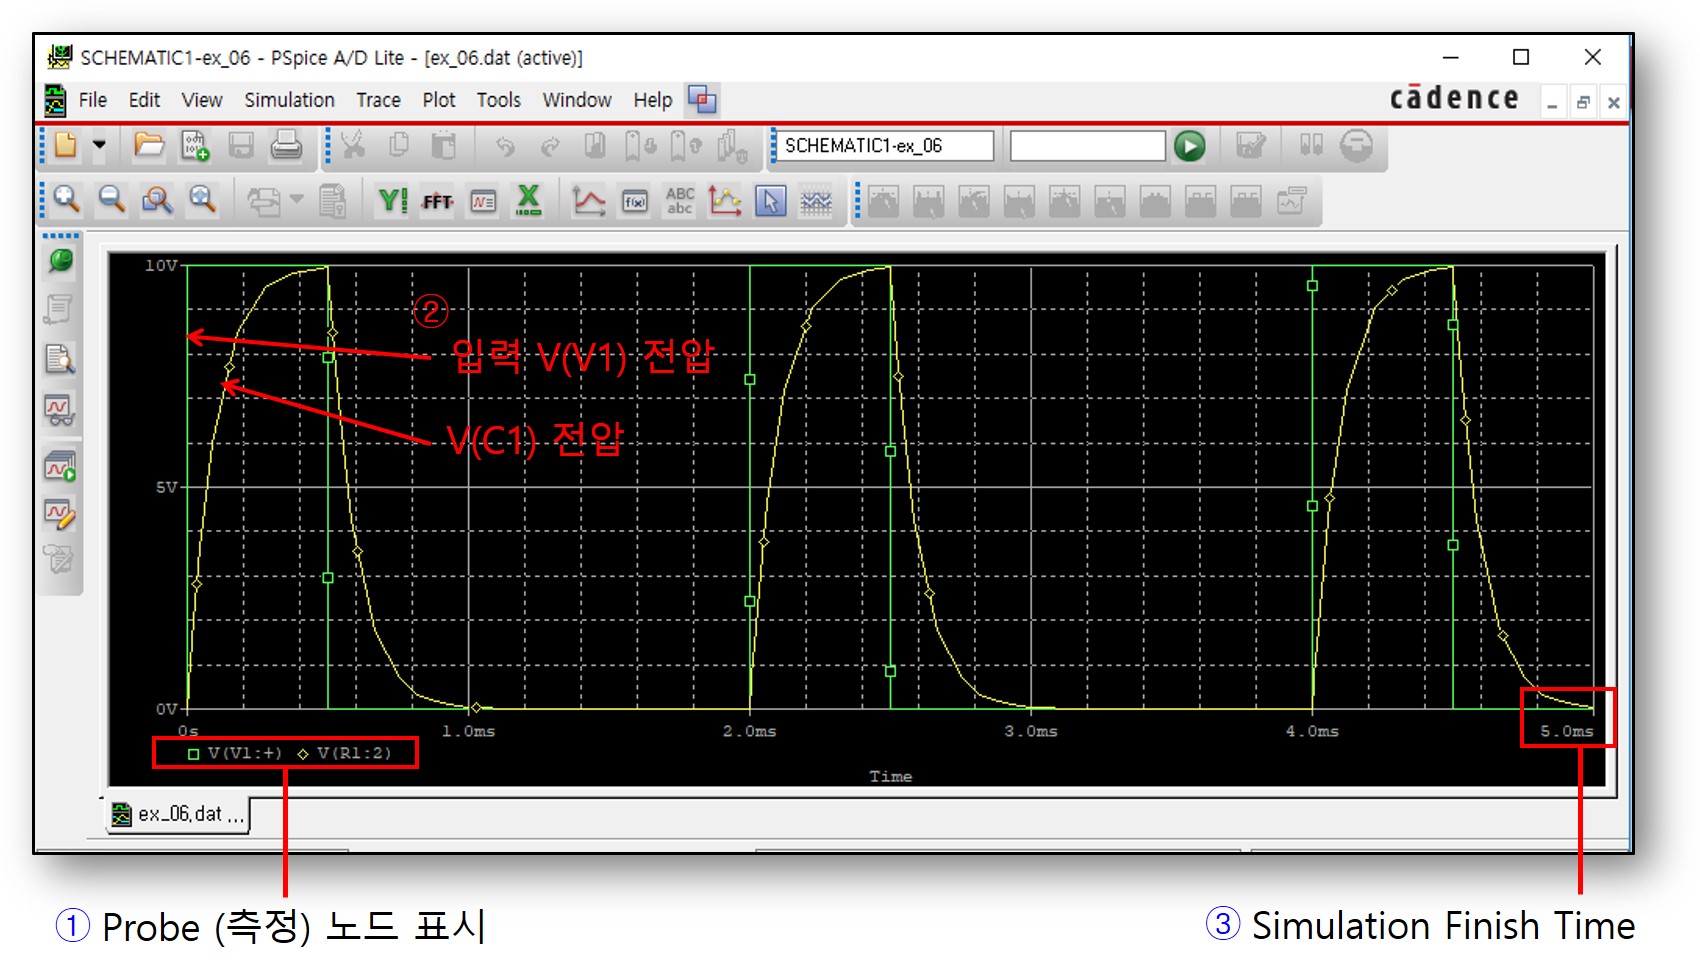 SCHEMATIC1-ex_06 - PSpice A/D Lite - [ex_06.dat (active)]
File Edit View Simulation Trace Plot Tools Window Help cādence
SCHEMATIC1-ex_06
Y! FFT f(x) ABC abc
10V
②
입력 V(V1) 전압
V(C1) 전압
5V
0V
0s 1.0ms 2.0ms 3.0ms 4.0ms 5.0ms
V(V1:+) V(R1:2)
Time
ex_06.dat ...
① Probe (측정) 노드 표시
③ Simulation Finish Time